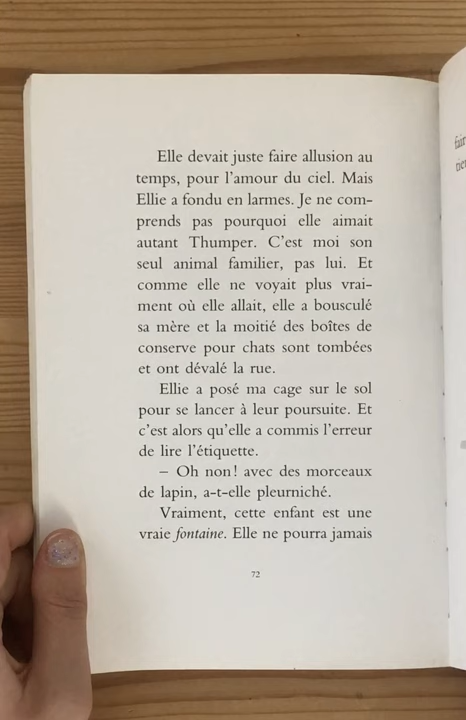 Elle devait juste faire allusion au
temps, pour l'amour du ciel. Mais
Ellie a fondu en larmes. Je ne com-
prends pas pourquoi elle aimait
autant Thumper. C'est moi son
seul animal familier, pas lui. Et
comme elle ne voyait plus vrai-
ment où elle allait, elle a bousculé
sa mère et la moitié des boîtes de
conserve pour chats sont tombées
et ont dévalé la rue.
Ellie a posé ma cage sur le sol
pour se lancer à leur poursuite. Et
c'est alors qu'elle a commis l'erreur
de lire l'étiquette.
– Oh non! avec des morceaux
de lapin, a-t-elle pleurniché.
Vraiment, cette enfant est une
vraie fontaine. Elle ne pourra jamais
72